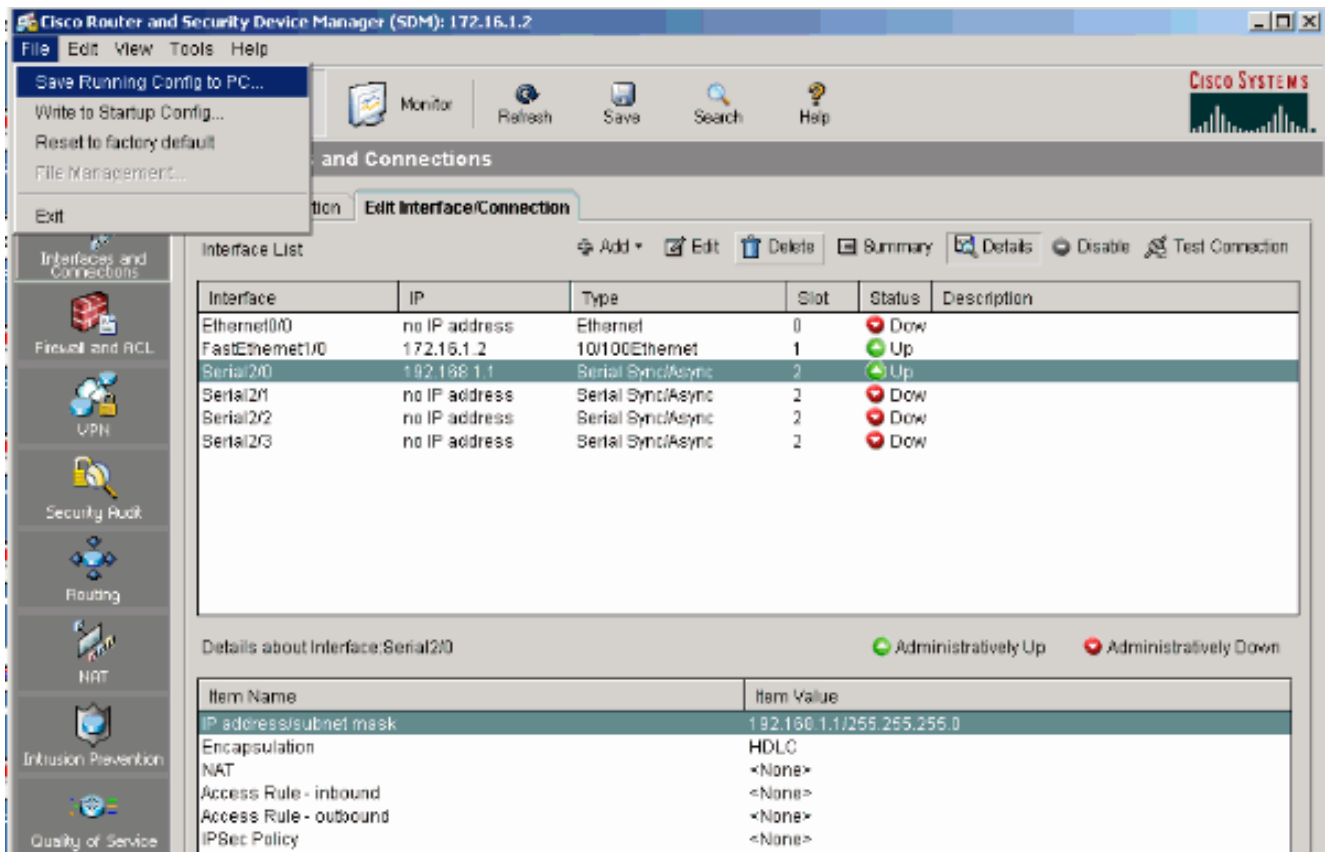 Cisco Router and Security Device Manager (SDM): 172.16.1.2
File Edit View Tools Help
Save Running Config to PC...
Write to Startup Config...
Reset to factory default
File Management...
Exit
Monitor Refresh Save Search Help
CISCO SYSTEMS
and Connections
tion Edit Interface/Connection
Interfaces and Connections
Firewall and ACL
VPN
Security Audit
Routing
NAT
Intrusion Prevention
Quality of Service
Interface List Add Edit Delete Summary Details Disable Test Connection
Interface IP Type Slot Status Description
Ethernet0/0 no IP address Ethernet 0 Dow
FastEthernet1/0 172.16.1.2 10/100Ethernet 1 Up
Serial2/0 192.168.1.1 Serial Sync/Async 2 Up
Serial2/1 no IP address Serial Sync/Async 2 Dow
Serial2/2 no IP address Serial Sync/Async 2 Dow
Serial2/3 no IP address Serial Sync/Async 2 Dow
Details about Interface:Serial2/0 Administratively Up Administratively Down
Item Name Item Value
IP address/subnet mask 192.168.1.1/255.255.255.0
Encapsulation HDLC
NAT <None>
Access Rule - inbound <None>
Access Rule - outbound <None>
IPSec Policy <None>